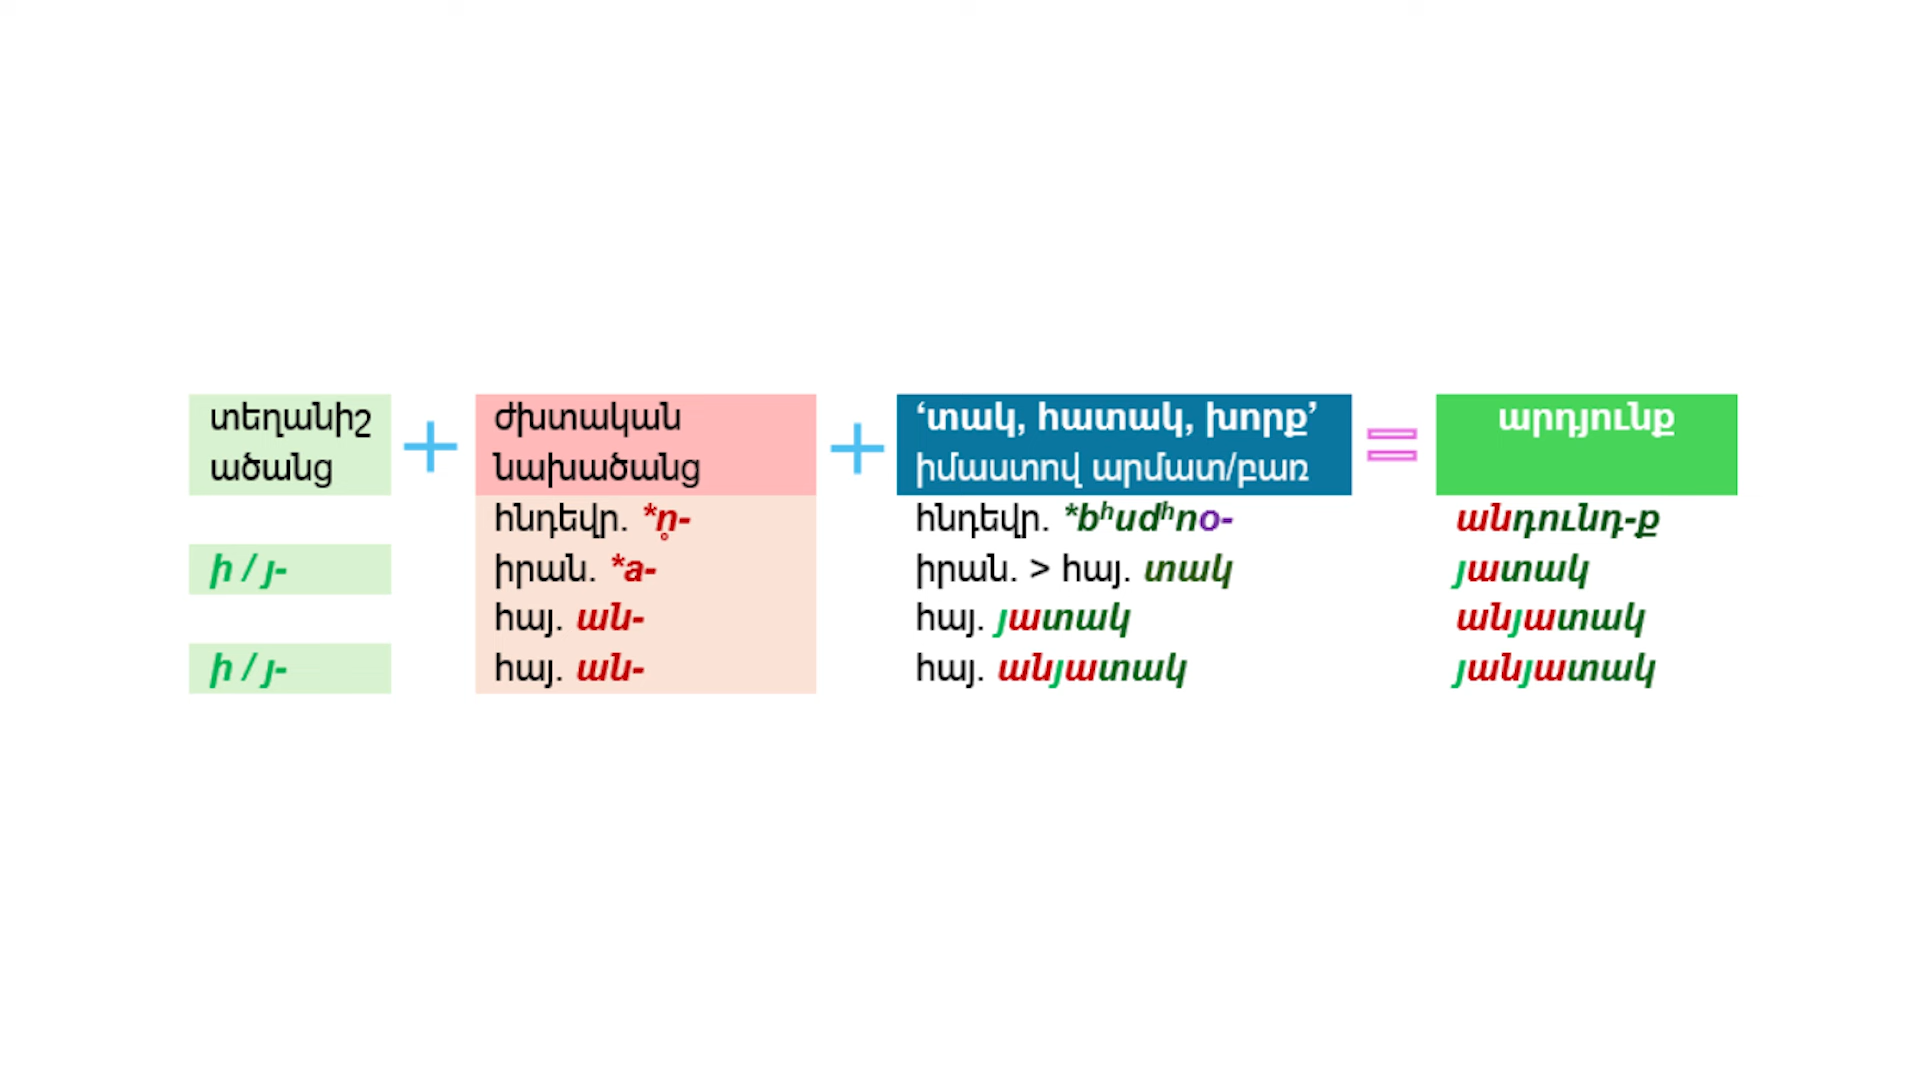 տեղանիշ ածանց + ժխտական նախածանց + ‘տակ, հատակ, խորք’ իմաստով արմատ/բառ = արդյունք
հնդեվր. *n̥- հնդեվր. *bʰudʰno- անդունդ-ք
ի / յ- իրան. *a- իրան. > հայ. տակ յատակ
հայ. ան- հայ. յատակ անյատակ
ի / յ- հայ. ան- հայ. անյատակ յանյատակ